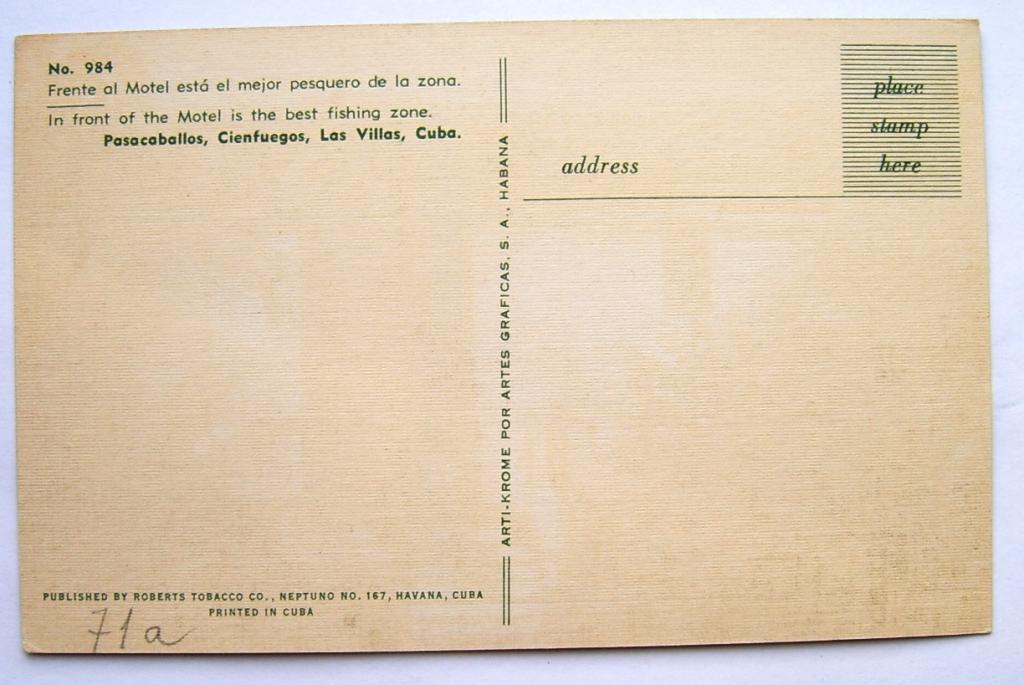 No. 984
Frente al Motel está el mejor pesquero de la zona.
In front of the Motel is the best fishing zone.
Pasacaballos, Cienfuegos, Las Villas, Cuba.
PUBLISHED BY ROBERTS TOBACCO CO., NEPTUNO NO. 167, HAVANA, CUBA
PRINTED IN CUBA
71a
ARTI-KROME POR ARTES GRAFICAS, S. A., HABANA
place
stamp
here
address